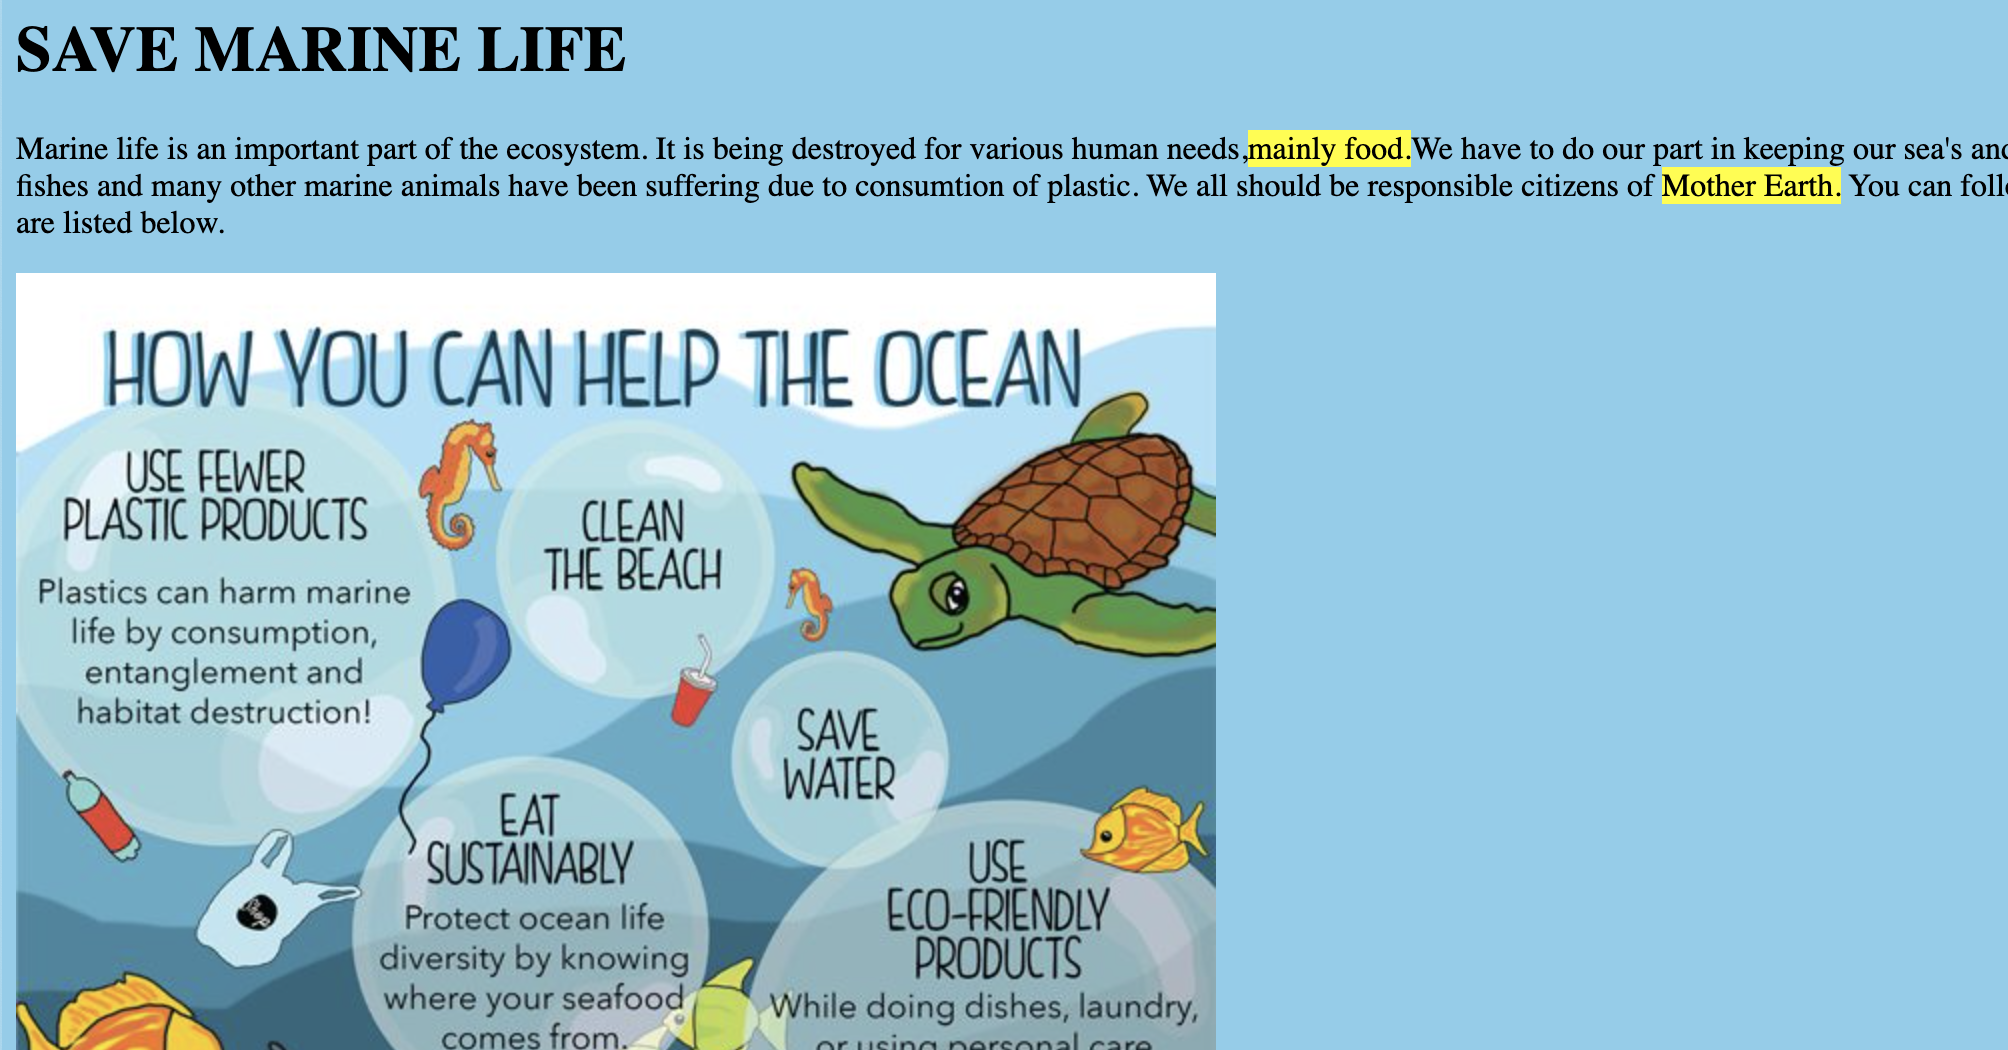 SAVE MARINE LIFE
Marine life is an important part of the ecosystem. It is being destroyed for various human needs,mainly food.We have to do our part in keeping our sea's and
fishes and many other marine animals have been suffering due to consumtion of plastic. We all should be responsible citizens of Mother Earth. You can
are listed below.
HOW YOU CAN HELP THE OCEAN
USE FEWER
PLASTIC PRODUCTS
Plastics can harm marine
life by consumption,
entanglement and
habitat destruction!
CLEAN
THE BEACH
SAVE
WATER
EAT
SUSTAINABLY
Protect ocean life
diversity by knowing
where your seafood
comes from.
Shop
USE
ECO-FRIENDLY
PRODUCTS
While doing dishes, laundry,
or using personal care